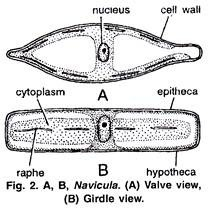 nucleus
cell wall
A
cytoplasm
epitheca
raphe
B
hypotheca
Fig. 2. A, B, Navicula. (A) Valve view,
(B) Girdle view.